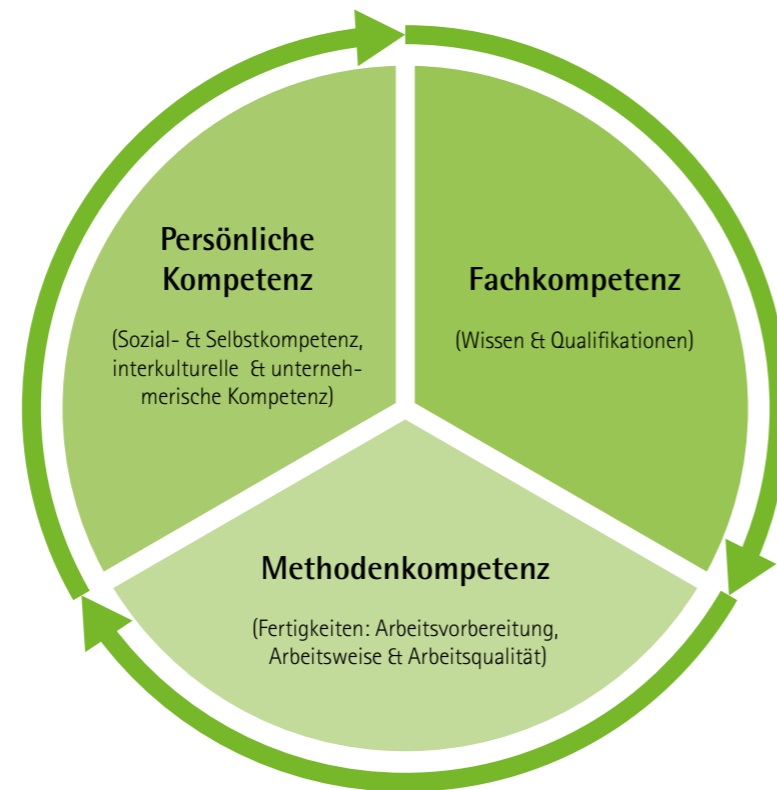 Persönliche
Kompetenz
(Sozial- & Selbstkompetenz,
interkulturelle & unterneh-
merische Kompetenz)
Fachkompetenz
(Wissen & Qualifikationen)
Methodenkompetenz
(Fertigkeiten: Arbeitsvorbereitung,
Arbeitsweise & Arbeitsqualität)